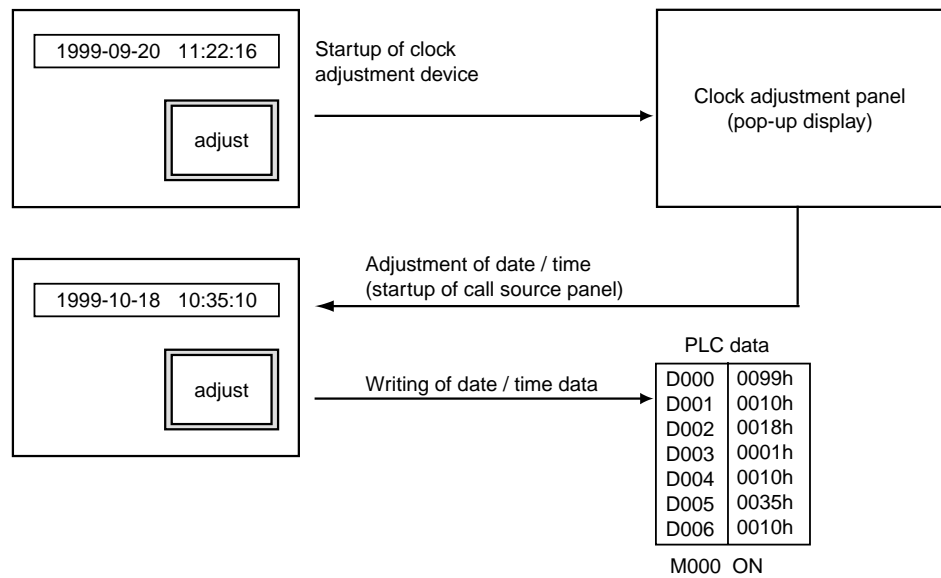 1999-09-20 11:22:16
adjust
Startup of clock
adjustment device
Clock adjustment panel
(pop-up display)
Adjustment of date / time
(startup of call source panel)
1999-10-18 10:35:10
adjust
Writing of date / time data
PLC data
D000 0099h
D001 0010h
D002 0018h
D003 0001h
D004 0010h
D005 0035h
D006 0010h
M000 ON